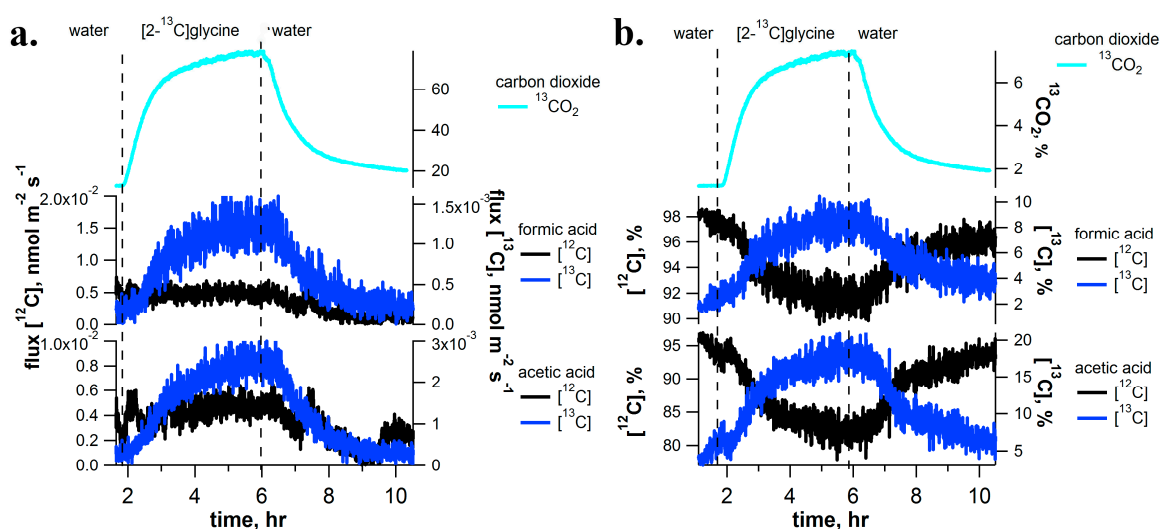 a.
water [2-¹³C]glycine water
carbon dioxide
¹³CO₂
60
40
20
flux [¹²C], nmol m⁻² s⁻¹
2.0x10⁻²
1.5
1.0
0.5
0.0
1.5x10⁻³
1.0
0.5
0.0
flux [¹³C], nmol m⁻² s⁻¹
formic acid
[¹²C]
[¹³C]
1.0x10⁻²
0.8
0.6
0.4
0.2
0.0
3x10⁻³
2
1
0
acetic acid
[¹²C]
[¹³C]
2 4 6 8 10
time, hr
b.
water [2-¹³C]glycine water
carbon dioxide
¹³CO₂
6
4
2
¹³CO₂, %
[¹²C], %
98
96
94
92
90
10
8
6
4
2
[¹³C], %
formic acid
[¹²C]
[¹³C]
[¹²C], %
95
90
85
80
20
15
10
5
[¹³C], %
acetic acid
[¹²C]
[¹³C]
2 4 6 8 10
time, hr